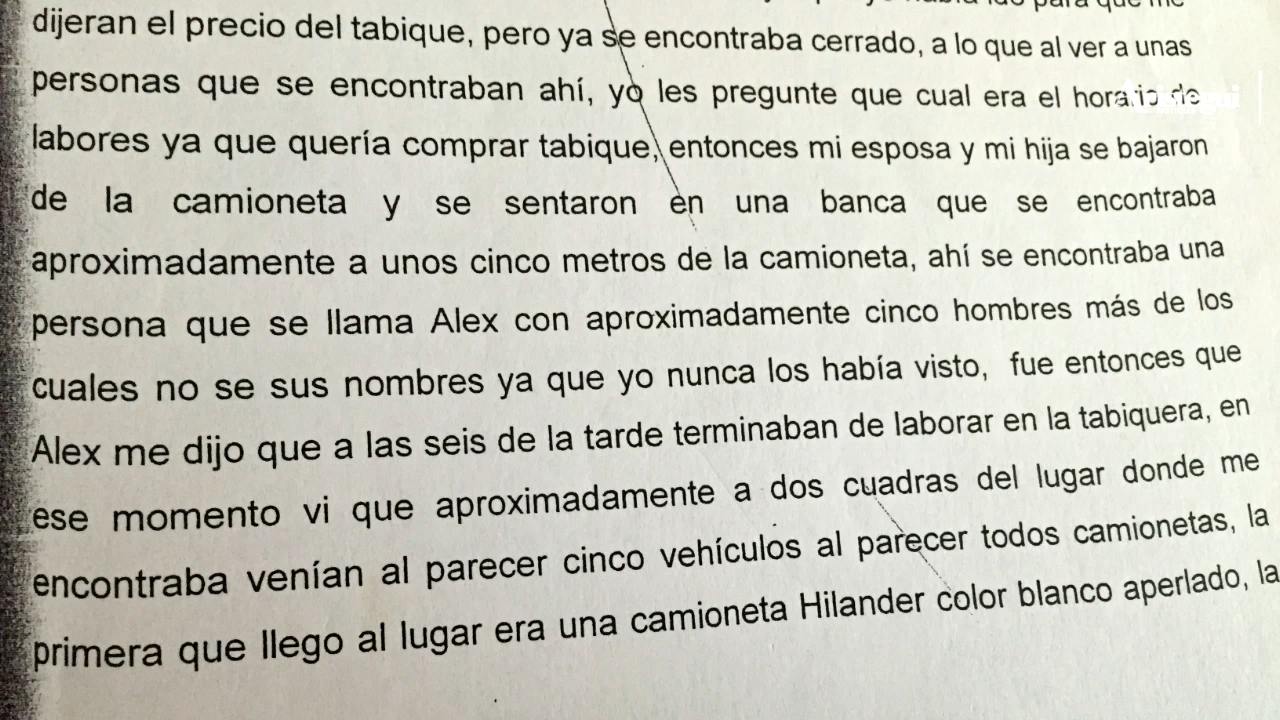 dijeran el precio del tabique, pero ya se encontraba cerrado, a lo que al ver a unas
personas que se encontraban ahí, yo les pregunte que cual era el horario de
labores ya que quería comprar tabique, entonces mi esposa y mi hija se bajaron
de la camioneta y se sentaron en una banca que se encontraba
aproximadamente a unos cinco metros de la camioneta, ahí se encontraba una
persona que se llama Alex con aproximadamente cinco hombres más de los
cuales no se sus nombres ya que yo nunca los había visto, fue entonces que
Alex me dijo que a las seis de la tarde terminaban de laborar en la tabiquera, en
ese momento vi que aproximadamente a dos cuadras del lugar donde me
encontraba venían al parecer cinco vehículos al parecer todos camionetas, la
primera que llego al lugar era una camioneta Hilander color blanco aperlado, la